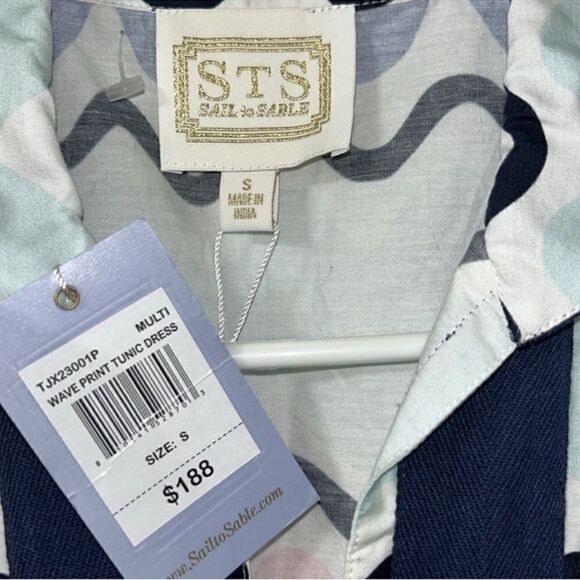 STS
SAIL to SABLE
S
MADE IN
INDIA
MULTI
TJX23001P
WAVE PRINT TUNIC DRESS
SIZE: S
$188
www.SailtoSable.com